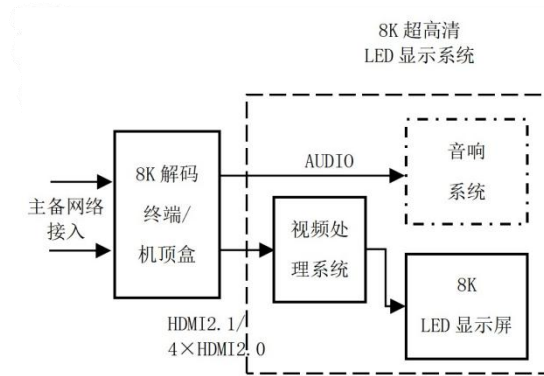 8K 超高清
LED 显示系统
8K 解码
终端/
机顶盒
AUDIO
音响
系统
主备网络
接入
视频处
理系统
8K
LED 显示屏
HDMI2.1/
4×HDMI2.0